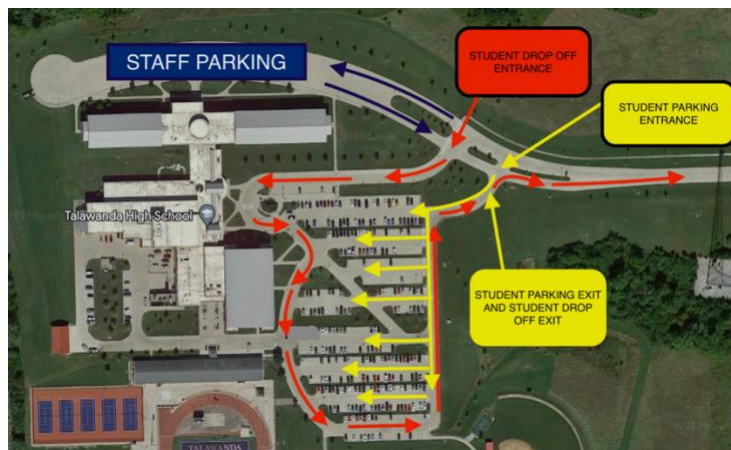 STAFF PARKING
STUDENT DROP OFF
ENTRANCE
STUDENT PARKING
ENTRANCE
Talawanda High School
STUDENT PARKING EXIT
AND STUDENT DROP
OFF EXIT
TALAWANDA